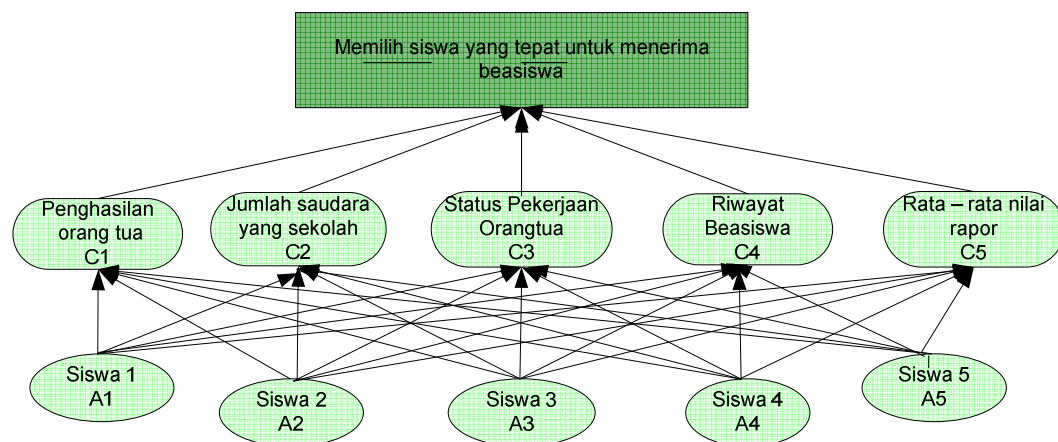 Memilih siswa yang tepat untuk menerima
beasiswa
Penghasilan
orang tua
C1
Jumlah saudara
yang sekolah
C2
Status Pekerjaan
Orangtua
C3
Riwayat
Beasiswa
C4
Rata – rata nilai
rapor
C5
Siswa 1
A1
Siswa 2
A2
Siswa 3
A3
Siswa 4
A4
Siswa 5
A5